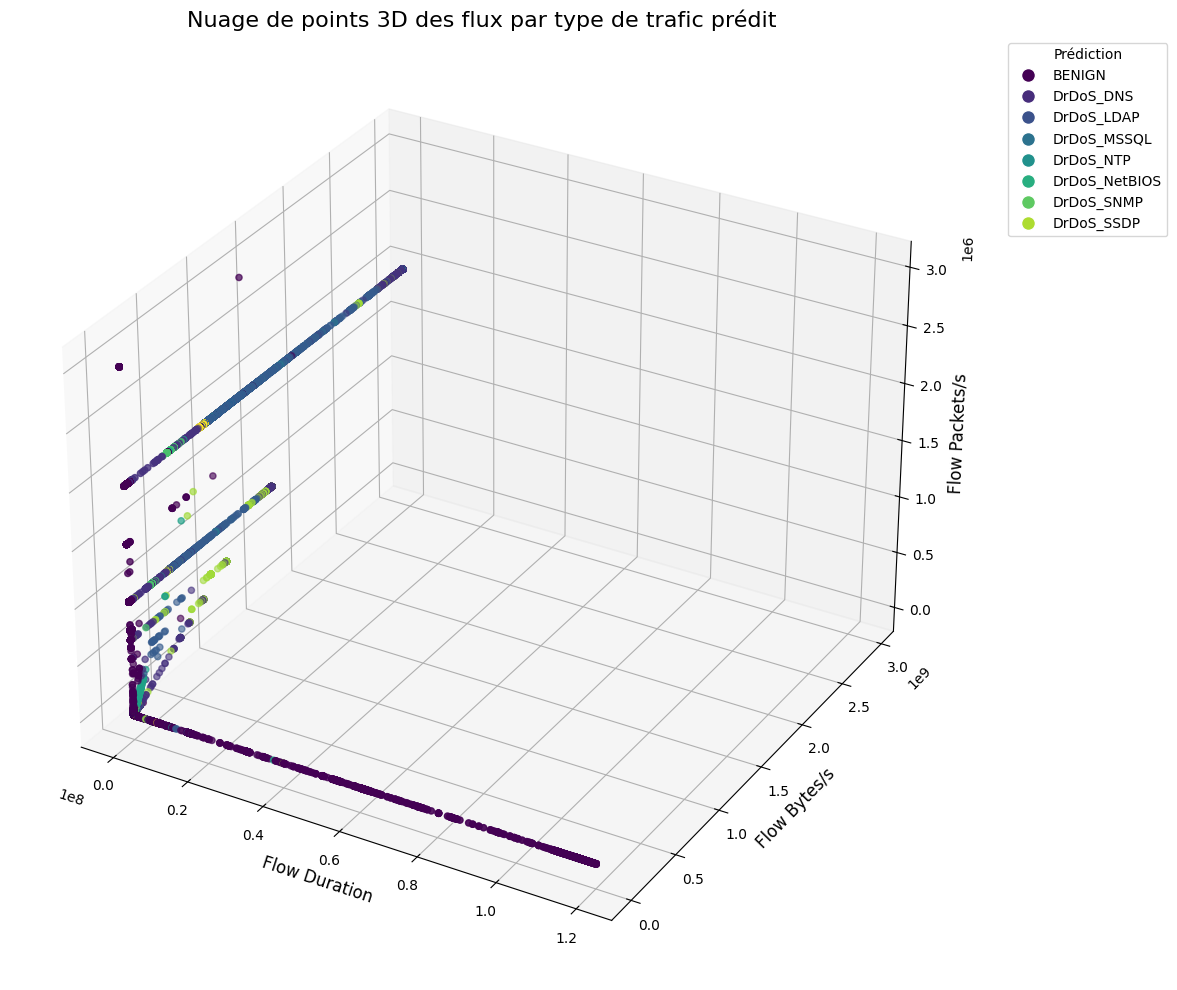 Nuage de points 3D des flux par type de trafic prédit
Prédiction
BENIGN
DrDoS_DNS
DrDoS_LDAP
DrDoS_MSSQL
DrDoS_NTP
DrDoS_NetBIOS
DrDoS_SNMP
DrDoS_SSDP
1e6
3.0
2.5
2.0
1.5
1.0
0.5
0.0
Flow Packets/s
3.0
1e9
2.5
2.0
1.5
1.0
0.5
0.0
Flow Bytes/s
0.0
1e8
0.2
0.4
0.6
0.8
1.0
1.2
Flow Duration